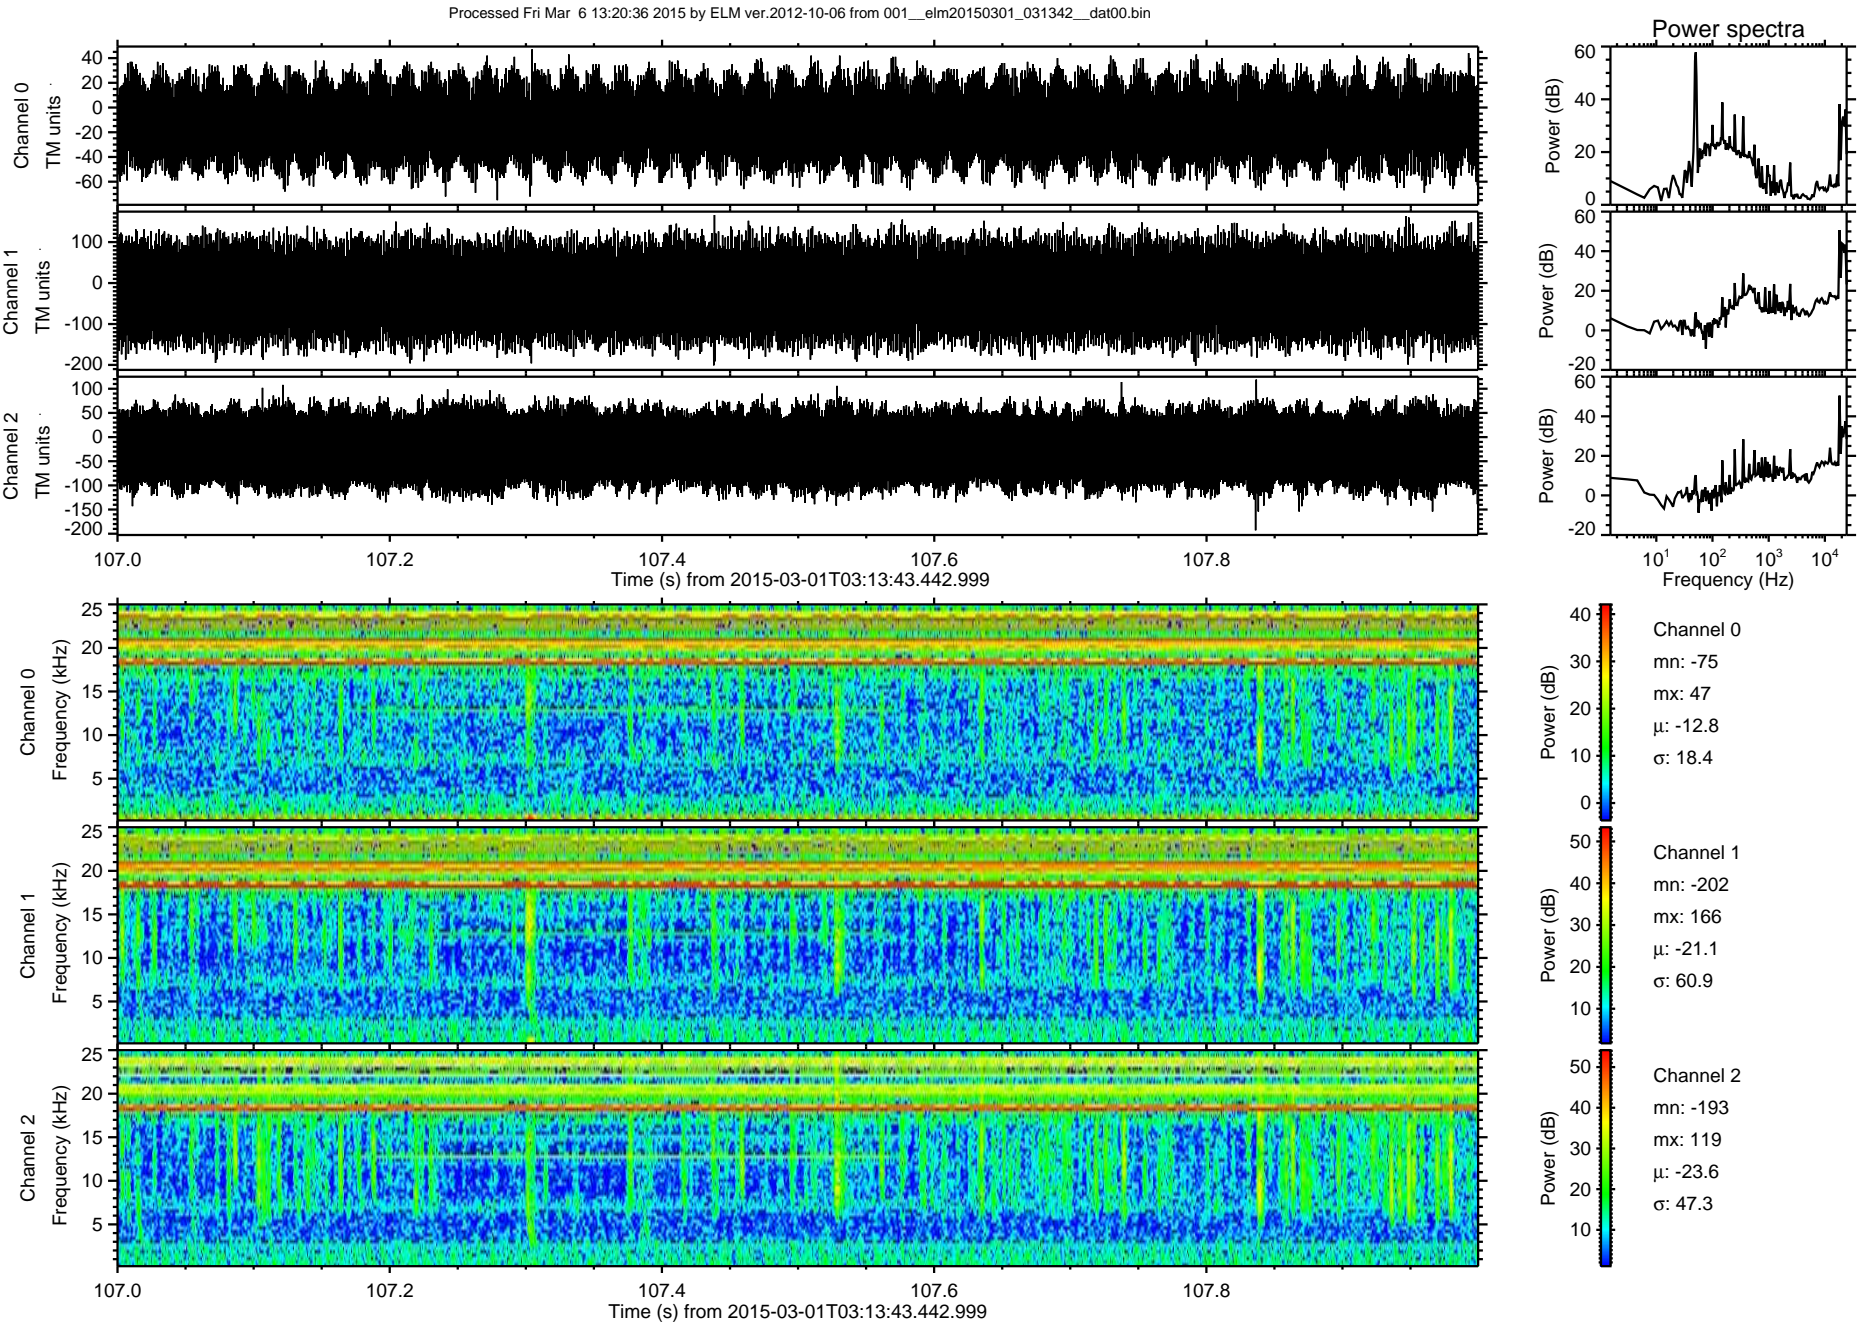 Processed Fri Mar  6 13:20:36 2015 by ELM ver.2012-10-06 from 001__elm20150301_031342__dat00.bin
Power spectra
Channel 0
TM units
40
20
0
-20
-40
-60
Power (dB)
60
40
20
0
Channel 1
TM units
100
0
-100
-200
Power (dB)
60
40
20
0
-20
Channel 2
TM units
100
50
0
-50
-100
-150
-200
Power (dB)
60
40
20
0
-20
107.0 107.2 107.4 107.6 107.8
Time (s) from 2015-03-01T03:13:43.442.999
10^1 10^2 10^3 10^4
Frequency (Hz)
Channel 0
Frequency (kHz)
25
20
15
10
5
Power (dB)
40
30
20
10
0
Channel 0
mn: -75
mx: 47
μ: -12.8
σ: 18.4
Channel 1
Frequency (kHz)
25
20
15
10
5
Power (dB)
50
40
30
20
10
Channel 1
mn: -202
mx: 166
μ: -21.1
σ: 60.9
Channel 2
Frequency (kHz)
25
20
15
10
5
Power (dB)
50
40
30
20
10
Channel 2
mn: -193
mx: 119
μ: -23.6
σ: 47.3
107.0 107.2 107.4 107.6 107.8
Time (s) from 2015-03-01T03:13:43.442.999